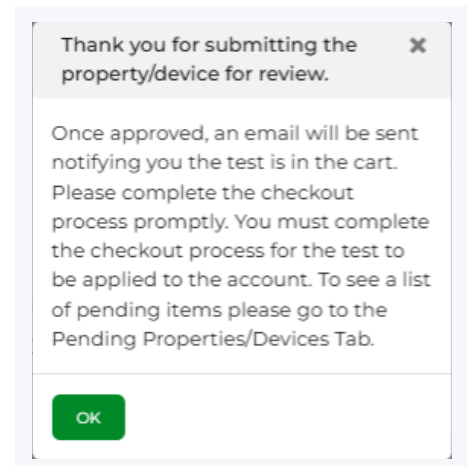 Thank you for submitting the
property/device for review.
Once approved, an email will be sent
notifying you the test is in the cart.
Please complete the checkout
process promptly. You must complete
the checkout process for the test to
be applied to the account. To see a list
of pending items please go to the
Pending Properties/Devices Tab.
OK